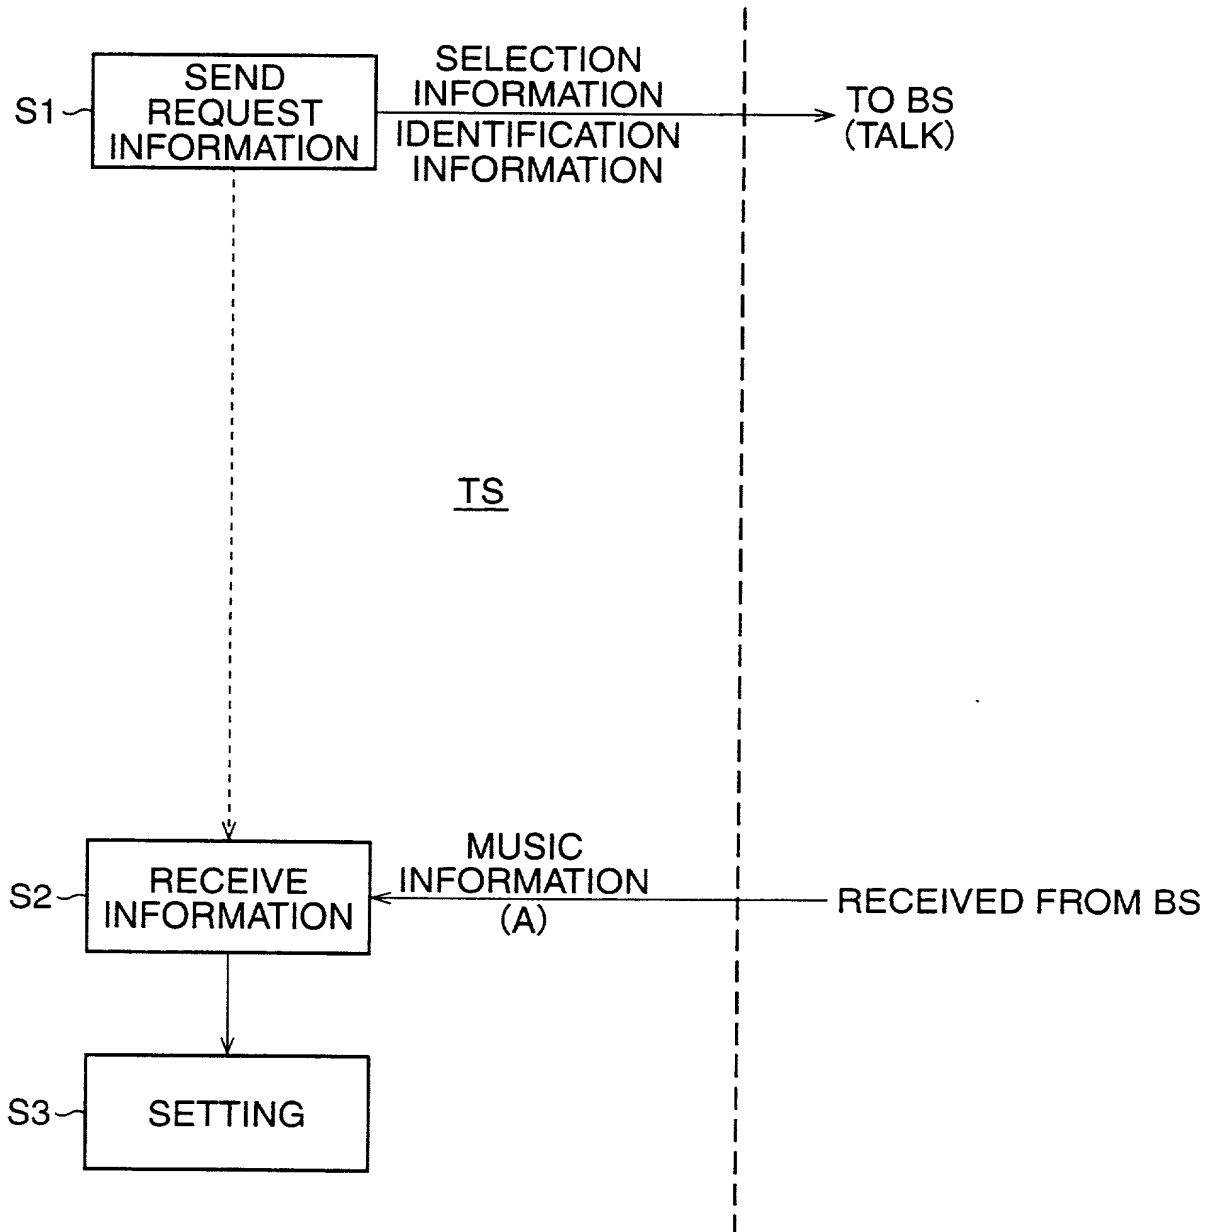 S1
SEND
REQUEST
INFORMATION
SELECTION
INFORMATION
IDENTIFICATION
INFORMATION
TO BS
(TALK)
TS
S2
RECEIVE
INFORMATION
MUSIC
INFORMATION
(A)
RECEIVED FROM BS
S3
SETTING